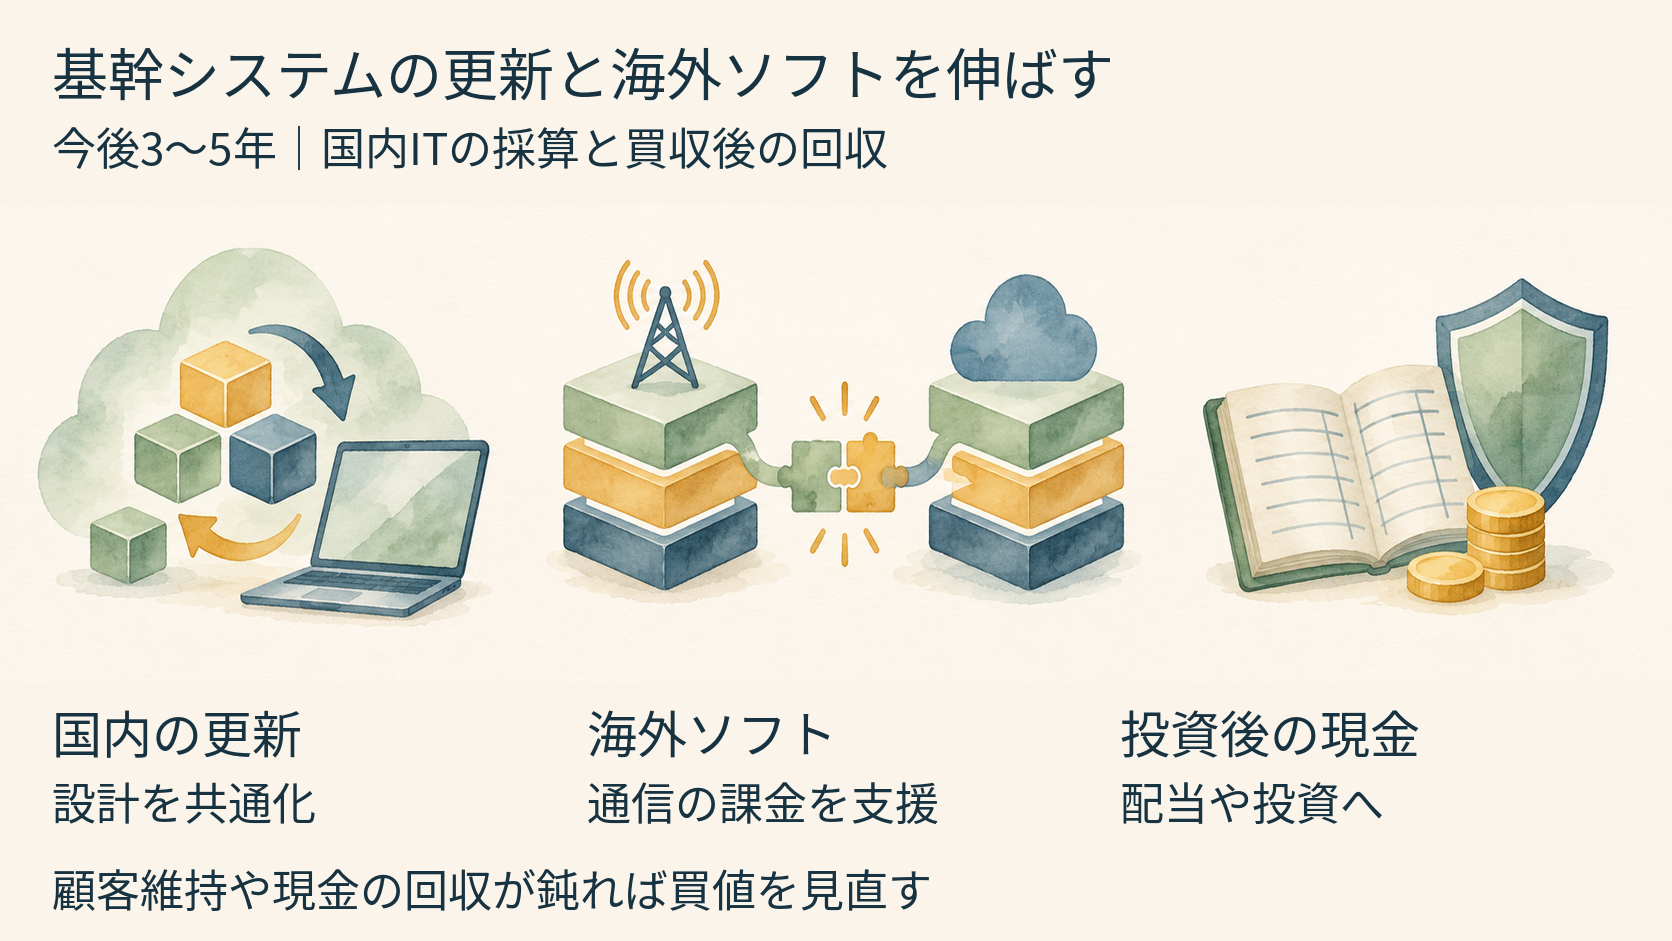 基幹システムの更新と海外ソフトを伸ばす
今後3〜5年｜国内ITの採算と買収後の回収
国内の更新
設計を共通化
海外ソフト
通信の課金を支援
投資後の現金
配当や投資へ
顧客維持や現金の回収が鈍れば買値を見直す